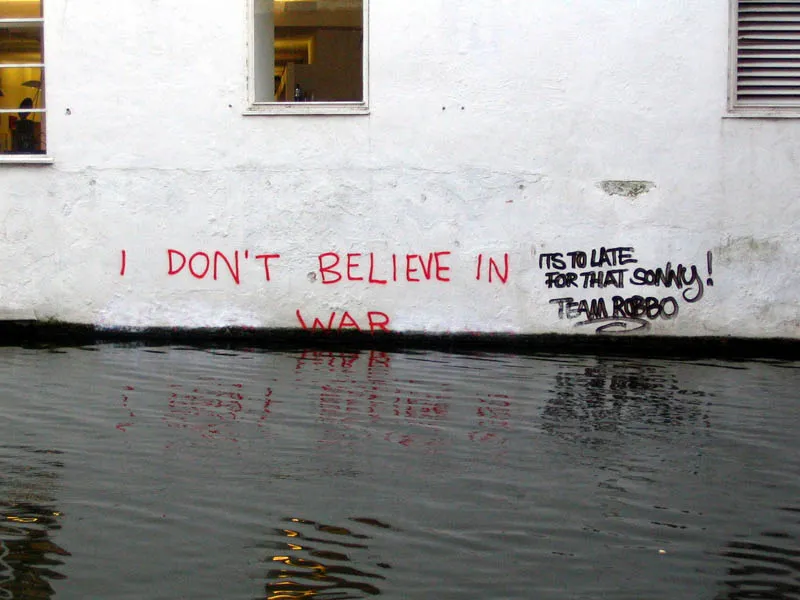 I DON'T BELIEVE IN
WAR
ITS TO LATE
FOR THAT SONNY!
TEAM ROBBO